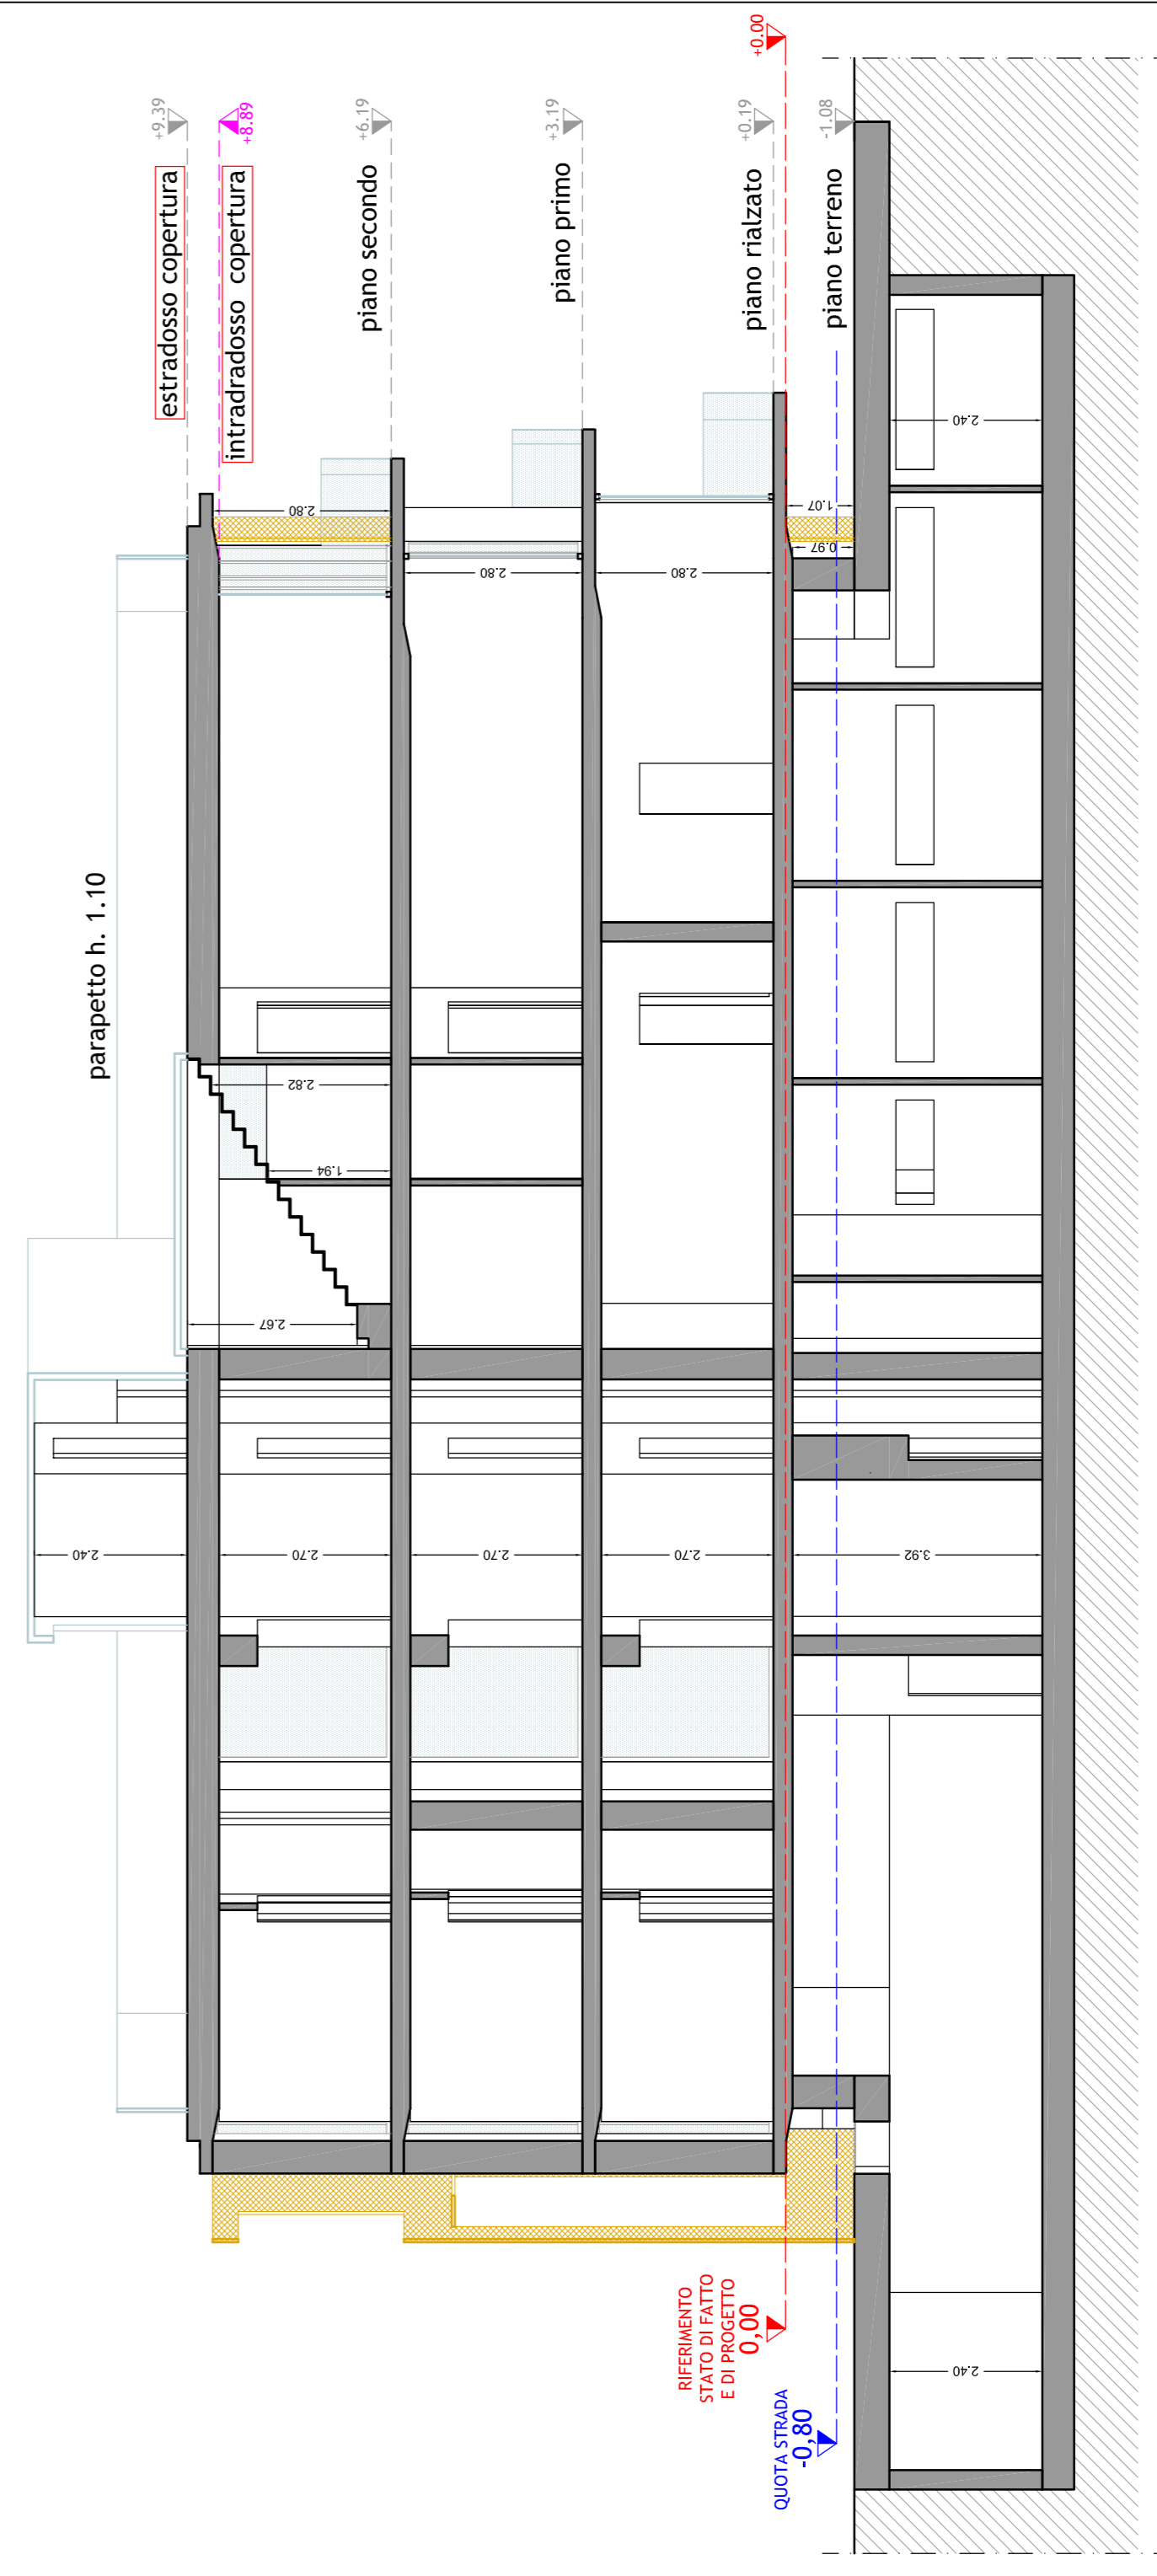 +9.39
estradosso copertura
+8.89
intradradosso copertura
+6.19
piano secondo
+3.19
piano primo
+0.19
piano rialzato
+0.00
-1.08
piano terreno
parapetto h. 1.10
2.80
2.80
2.80
1.07
0.97
2.40
2.82
1.94
2.67
2.40
2.70
2.70
2.70
3.92
RIFERIMENTO
STATO DI FATTO
E DI PROGETTO
0,00
QUOTA STRADA
-0,80
2.40